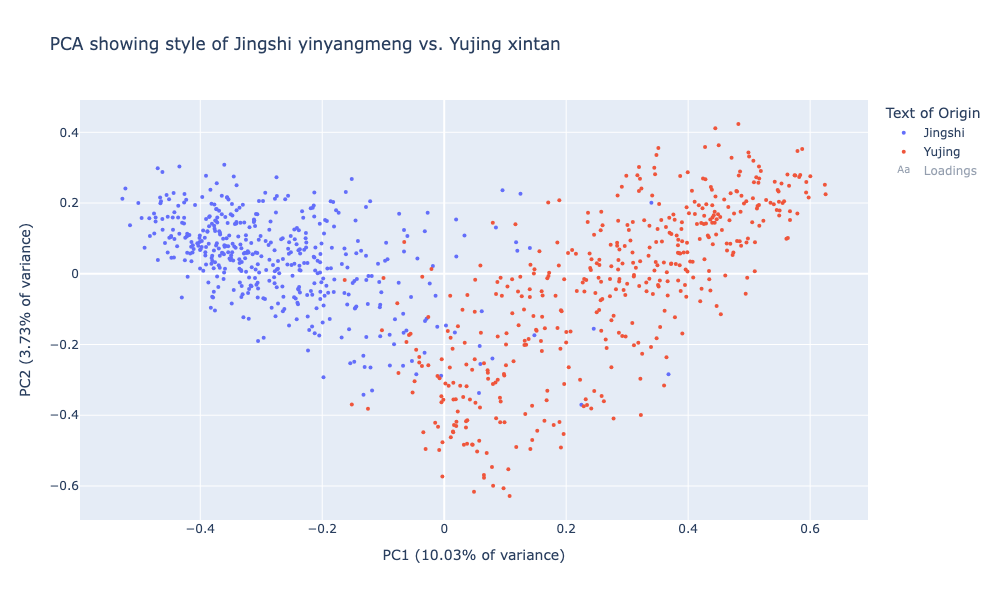 PCA showing style of Jingshi yinyangmeng vs. Yujing xintan
Text of Origin
Jingshi
Yujing
Aa Loadings
PC2 (3.73% of variance)
0.4
0.2
0
−0.2
−0.4
−0.6
−0.4
−0.2
0
0.2
0.4
0.6
PC1 (10.03% of variance)